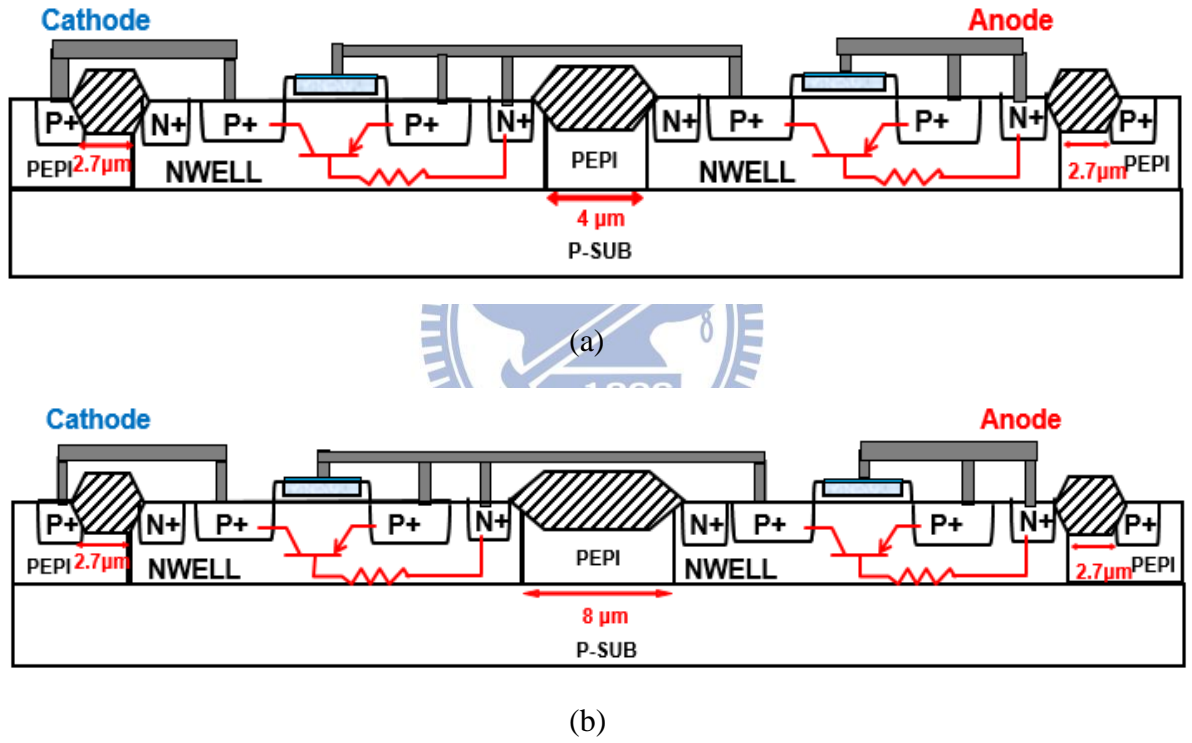 Cathode Anode
P+ N+ P+ P+ N+ N+ P+ P+ N+ P+
PEPI 2.7μm NWELL PEPI NWELL 2.7μm PEPI
4 μm
P-SUB
(a)
Cathode Anode
P+ N+ P+ P+ N+ N+ P+ P+ N+ P+
PEPI 2.7μm NWELL PEPI NWELL 2.7μm PEPI
8 μm
P-SUB
(b)